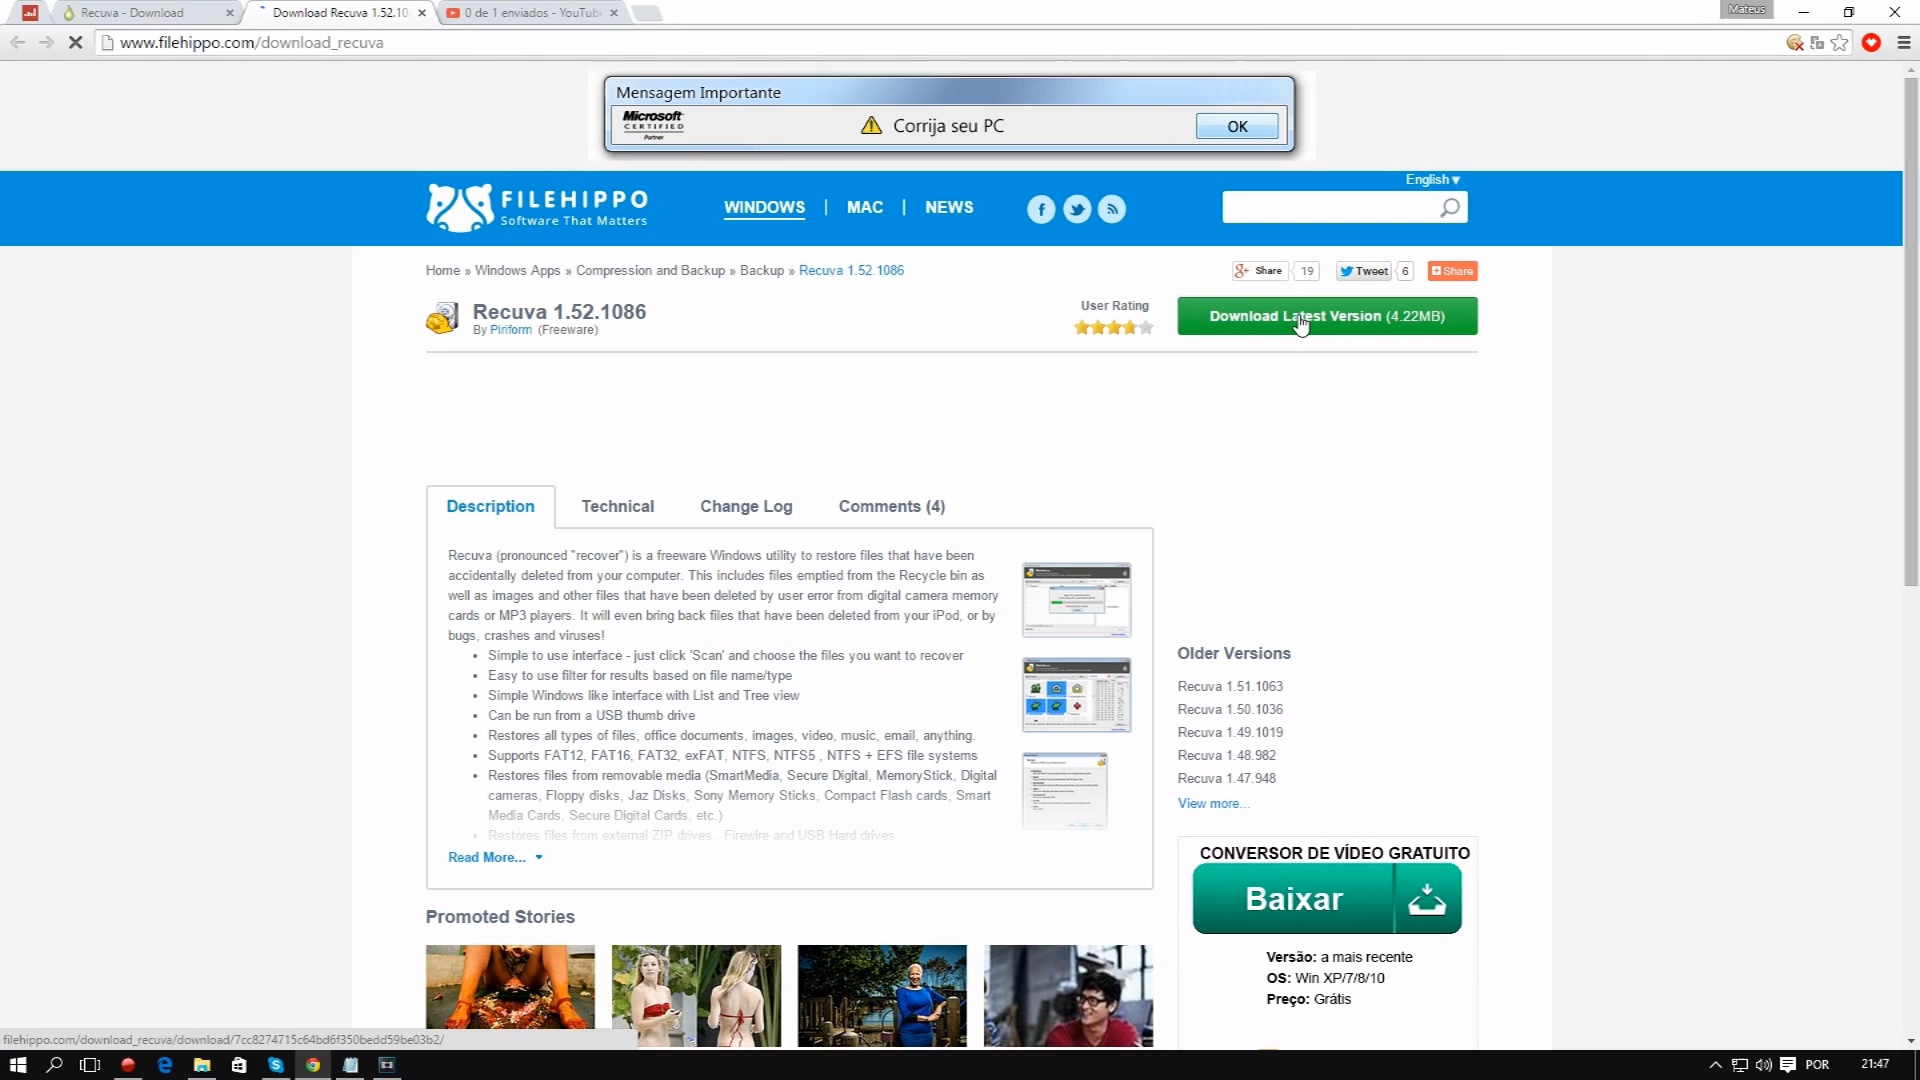 Recuva - Download
Download Recuva 1.52.10
0 de 1 enviados - YouTub
Mateus
www.filehippo.com/download_recuva
Mensagem Importante
Microsoft
CERTIFIED
Partner
Corrija seu PC
OK
FILEHIPPO
Software That Matters
WINDOWS | MAC | NEWS
English
Home » Windows Apps » Compression and Backup » Backup » Recuva 1.52.1086
Share 19
Tweet 6
Share
Recuva 1.52.1086
By Piriform (Freeware)
User Rating
Download Latest Version (4.22MB)
Description
Technical
Change Log
Comments (4)
Recuva (pronounced "recover") is a freeware Windows utility to restore files that have been
accidentally deleted from your computer. This includes files emptied from the Recycle bin as
well as images and other files that have been deleted by user error from digital camera memory
cards or MP3 players. It will even bring back files that have been deleted from your iPod, or by
bugs, crashes and viruses!
• Simple to use interface - just click 'Scan' and choose the files you want to recover
• Easy to use filter for results based on file name/type
• Simple Windows like interface with List and Tree view
• Can be run from a USB thumb drive
• Restores all types of files, office documents, images, video, music, email, anything.
• Supports FAT12, FAT16, FAT32, exFAT, NTFS, NTFS5 , NTFS + EFS file systems
• Restores files from removable media (SmartMedia, Secure Digital, MemoryStick, Digital
cameras, Floppy disks, Jaz Disks, Sony Memory Sticks, Compact Flash cards, Smart
Media Cards, Secure Digital Cards, etc.)
• Restores files from external ZIP drives , Firewire and USB Hard drives
Read More...
Older Versions
Recuva 1.51.1063
Recuva 1.50.1036
Recuva 1.49.1019
Recuva 1.48.982
Recuva 1.47.948
View more...
CONVERSOR DE VÍDEO GRATUITO
Baixar
Versão: a mais recente
OS: Win XP/7/8/10
Preço: Grátis
Promoted Stories
filehippo.com/download_recuva/download/7cc8274715c64bd6f350bedd59be03b2/
POR
21:47